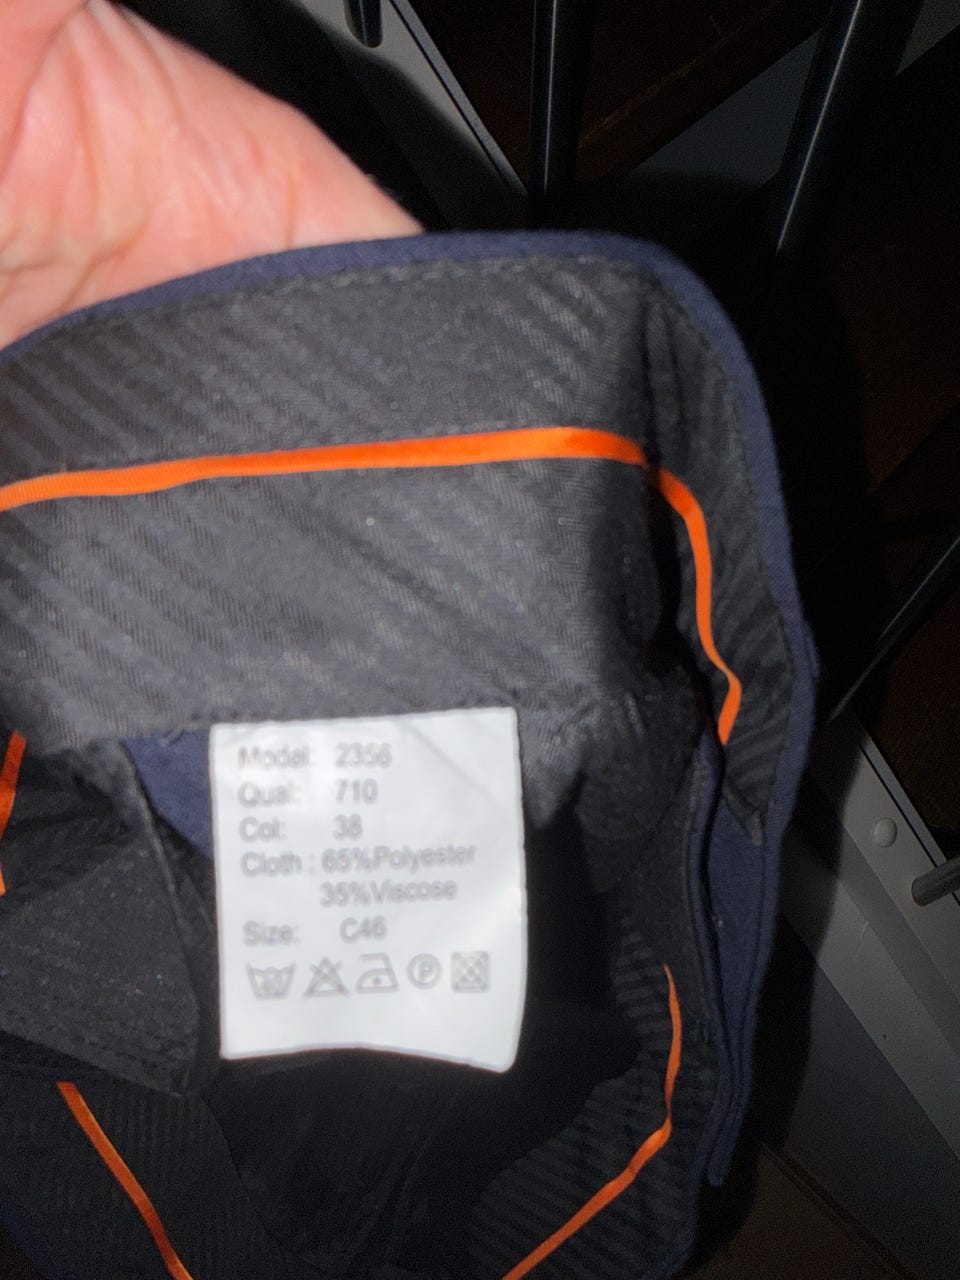 Model: 2356
Qual: 710
Col: 38
Cloth : 65%Polyester
35%Viscose
Size: C46
P